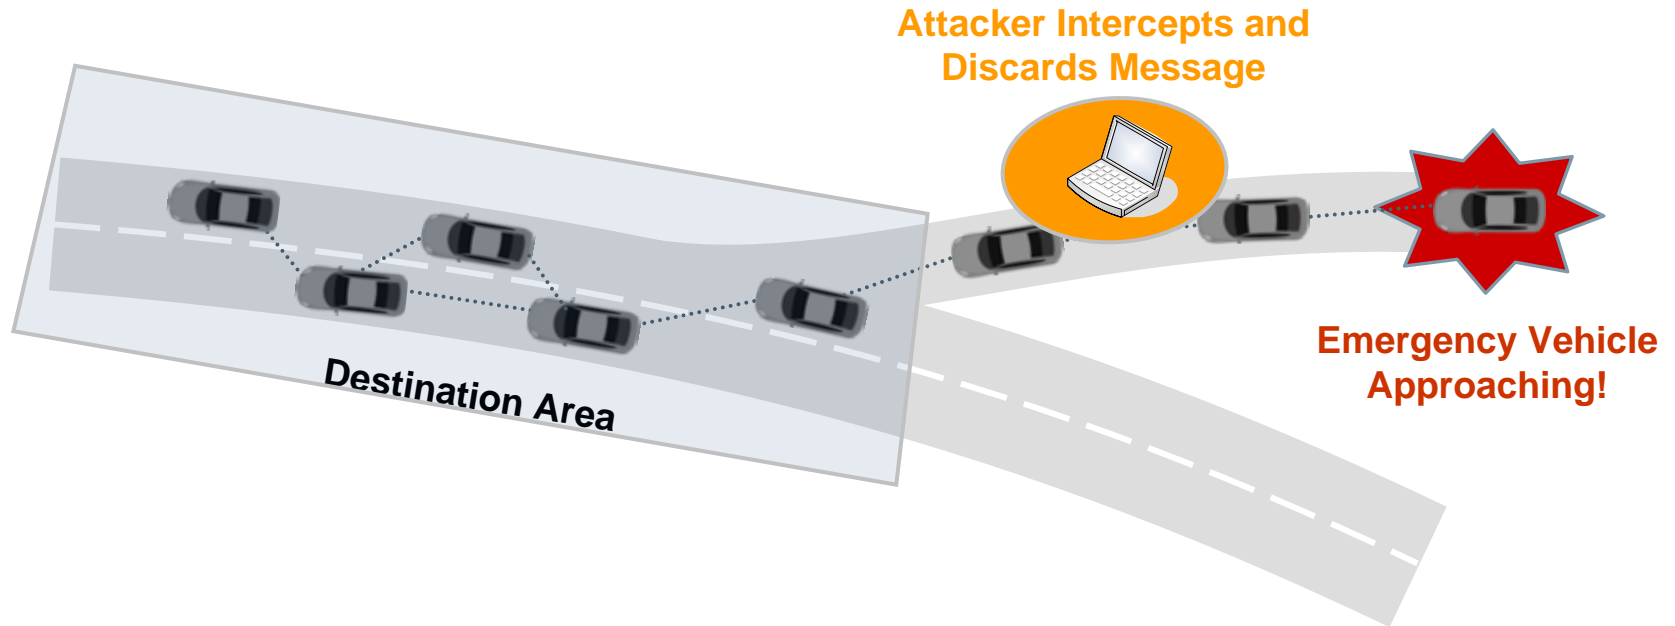 Attacker Intercepts and
Discards Message
Emergency Vehicle
Approaching!
Destination Area